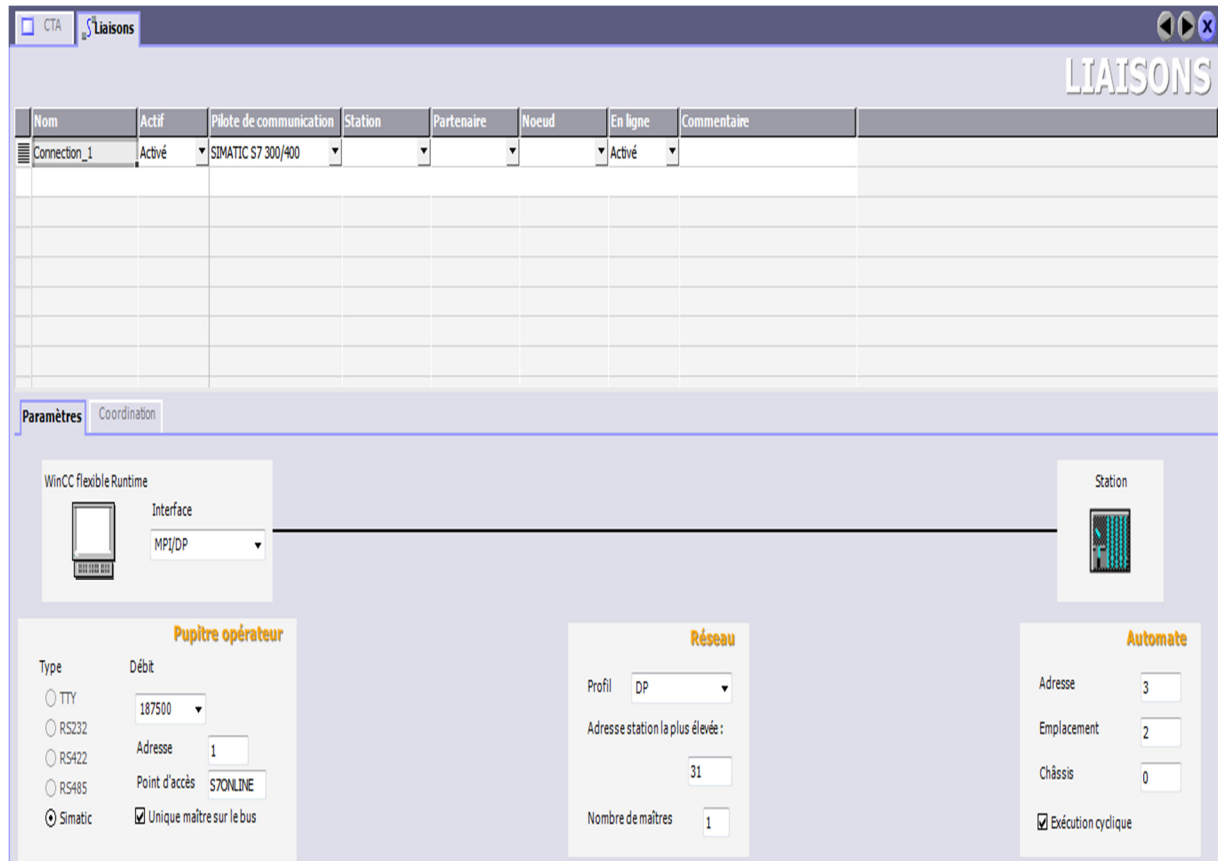 CTA Liaisons X
LIAISONS
Nom Actif Pilote de communication Station Partenaire Noeud En ligne Commentaire
Connection_1 Activé SIMATIC S7 300/400 Activé
Paramètres Coordination
WinCC flexible Runtime
Interface
MPI/DP
Station
Pupitre opérateur
Type Débit
TTY
187500
RS232
Adresse 1
RS422
Point d'accès S7ONLINE
RS485
Simatic
Unique maître sur le bus
Réseau
Profil DP
Adresse station la plus élevée :
31
Nombre de maîtres 1
Automate
Adresse 3
Emplacement 2
Châssis 0
Exécution cyclique